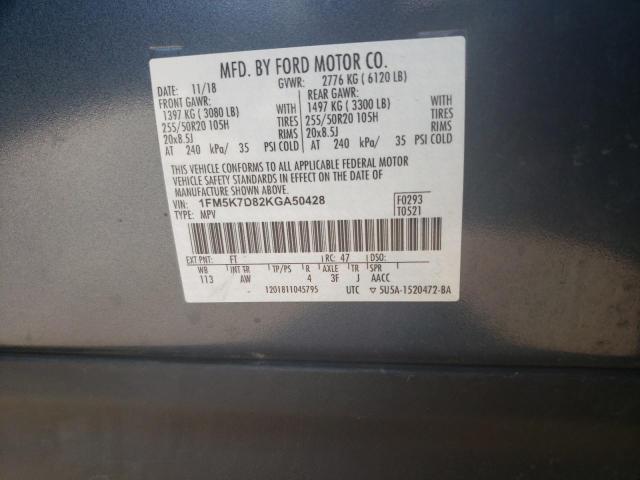 MFD. BY FORD MOTOR CO.
DATE: 11/18 GVWR: 2776 KG ( 6120 LB)
FRONT GAWR: REAR GAWR:
1397 KG ( 3080 LB) WITH 1497 KG ( 3300 LB) WITH
255/50R20 105H TIRES 255/50R20 105H TIRES
20x8.5J RIMS 20x8.5J RIMS
AT 240 kPa/ 35 PSI COLD AT 240 kPa/ 35 PSI COLD
THIS VEHICLE CONFORMS TO ALL APPLICABLE FEDERAL MOTOR
VEHICLE SAFETY STANDARDS IN EFFECT ON THE DATE OF
MANUFACTURE SHOWN ABOVE.
VIN: 1FM5K7D82KGA50428 F0293
TYPE: MPV T0521
EXT PNT: FT RC: 47 DSO:
WB INT TR TP/PS R AXLE TR SPR
113 AW 4 3F J AACC
1201811045795 UTC ▽ 5U5A-1520472-BA